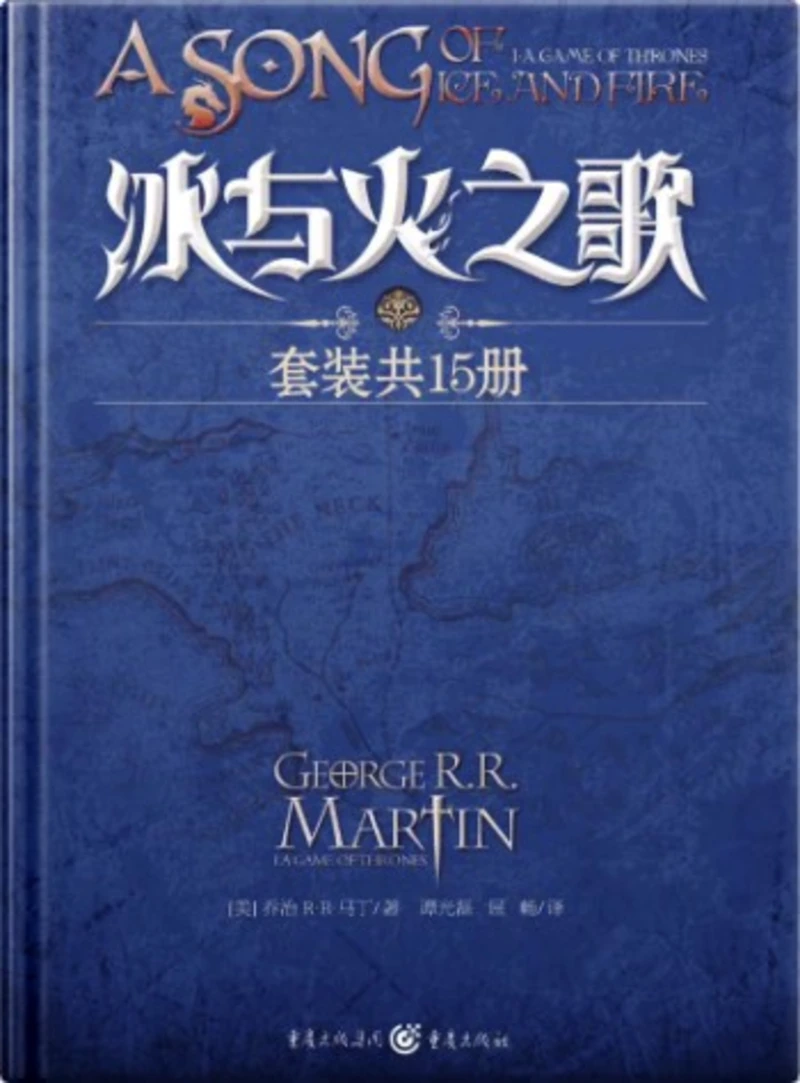 A SONG OF ICE AND FIRE
I·A GAME OF THRONES
冰与火之歌
套装共15册
THE NECK
GEORGE R.R.
MARTIN
I·A GAME OF THRONES
[美] 乔治 R·R 马丁/著 谭光磊 屈 畅/译
重庆出版集团 重庆出版社